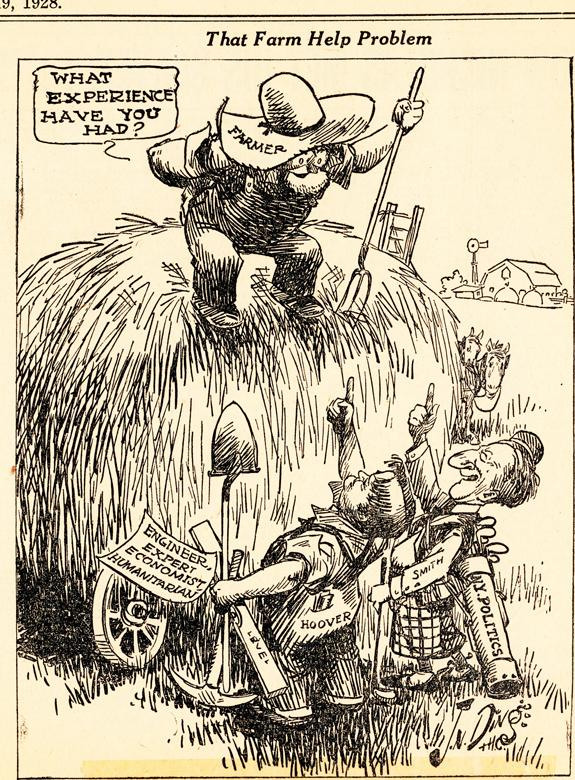 9, 1928.
That Farm Help Problem
WHAT
EXPERIENCE
HAVE YOU
HAD?
FARMER
ENGINEER
EXPERT
ECONOMIST
HUMANITARIAN
LEVEL
HOOVER
SMITH
N.Y. POLITICS
DING